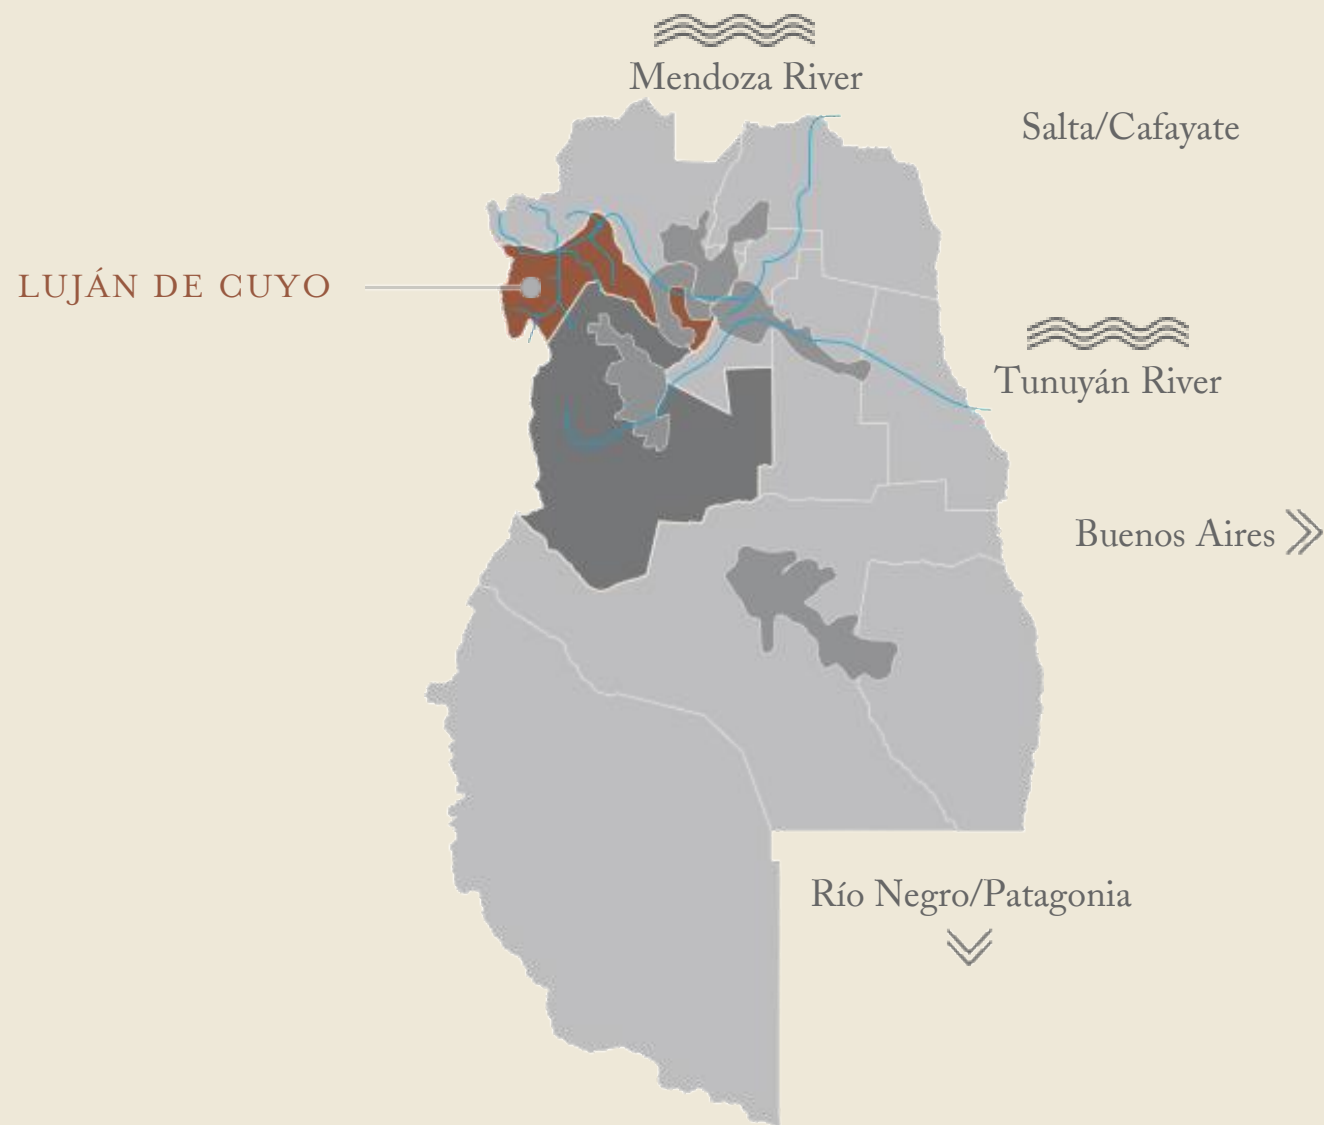 Mendoza River
Salta/Cafayate
LUJÁN DE CUYO
Tunuyán River
Buenos Aires
Río Negro/Patagonia